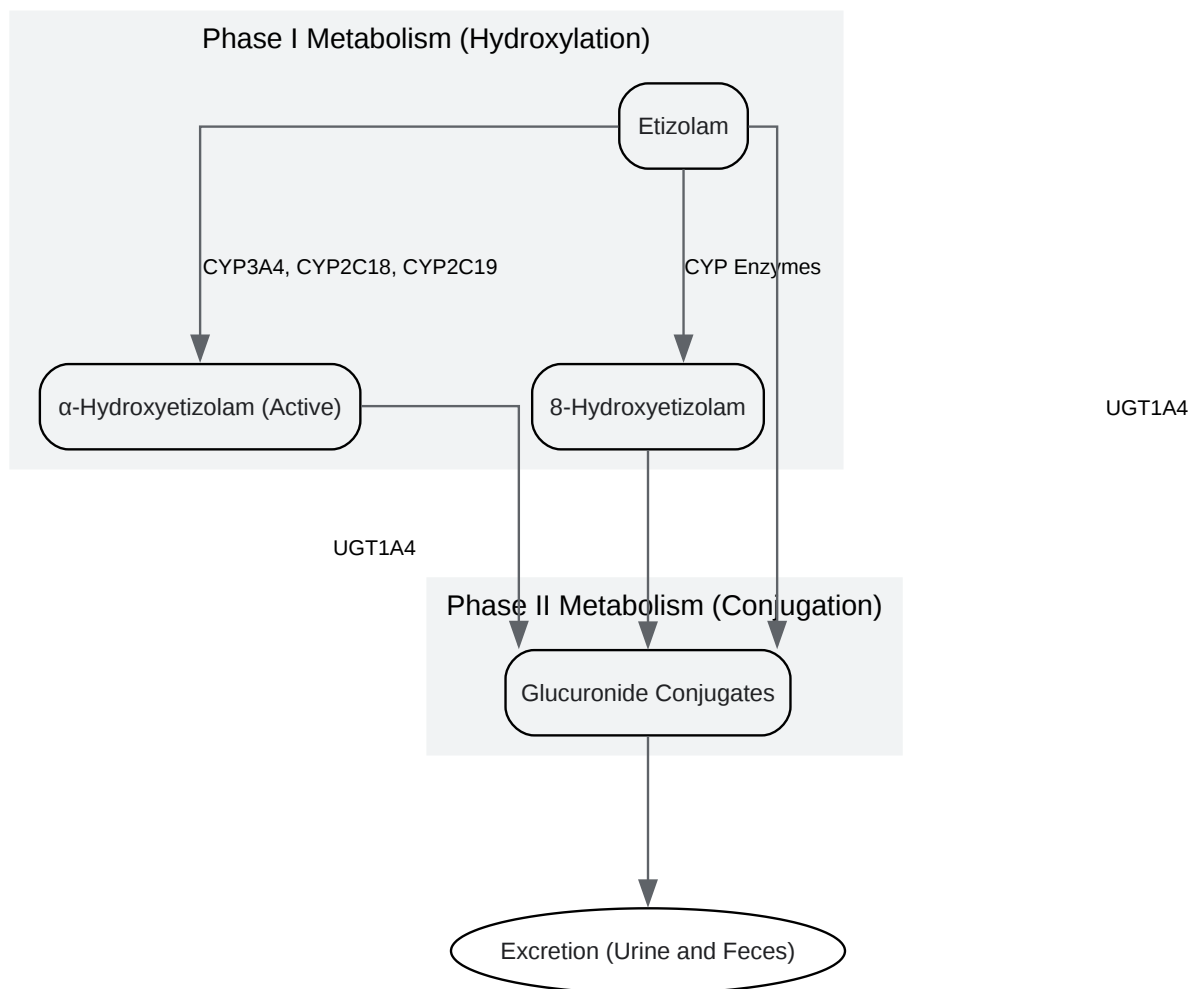 Phase I Metabolism (Hydroxylation)
Etizolam
CYP3A4, CYP2C18, CYP2C19
CYP Enzymes
α-Hydroxyetizolam (Active)
8-Hydroxyetizolam
UGT1A4
UGT1A4
Phase II Metabolism (Conjugation)
Glucuronide Conjugates
Excretion (Urine and Feces)